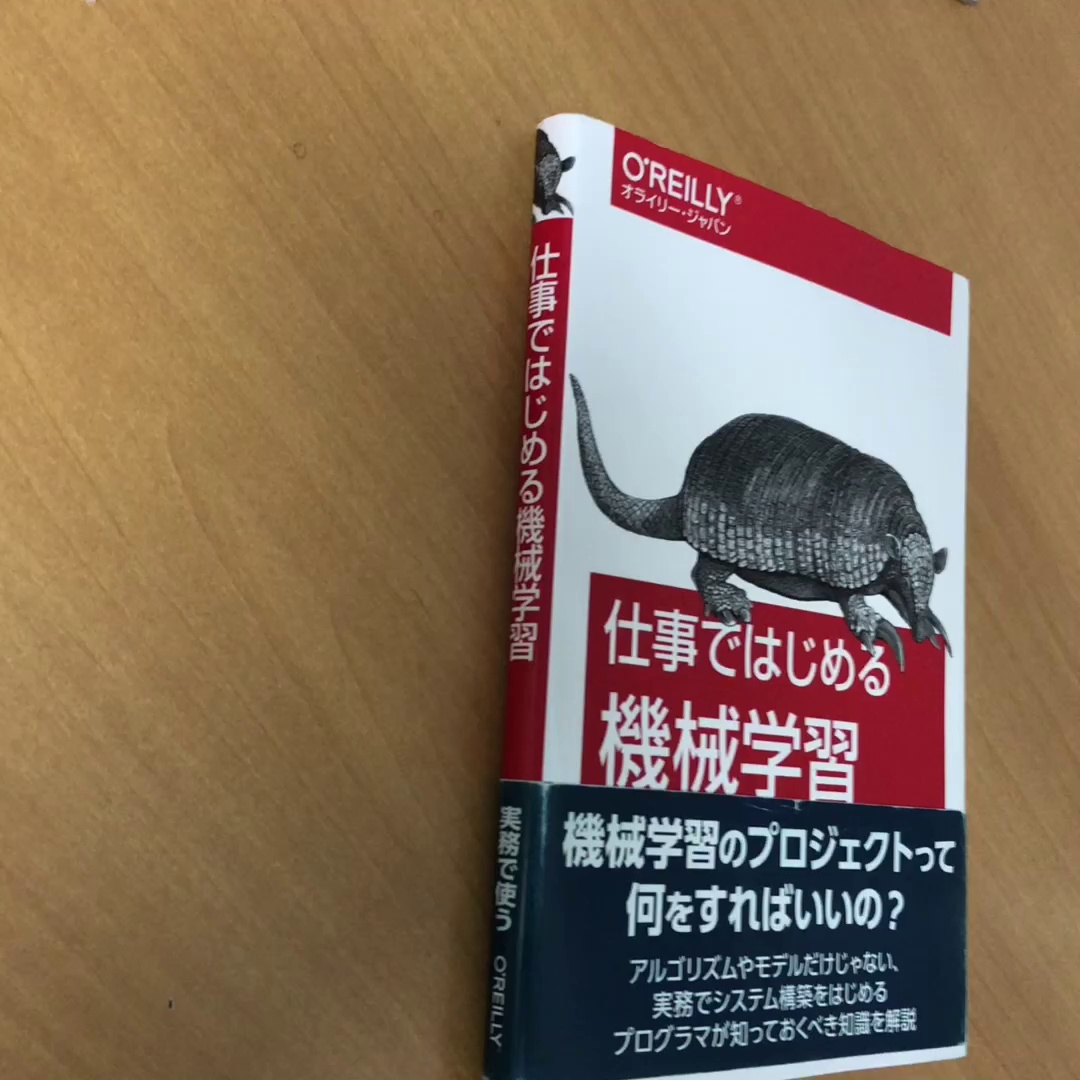 O'REILLY®
オライリー・ジャパン
仕事ではじめる
機械学習
機械学習のプロジェクトって
何をすればいいの?
アルゴリズムやモデルだけじゃない、
実務でシステム構築をはじめる
プログラマが知っておくべき知識を解説
仕事ではじめる機械学習
実務で使う
O'REILLY